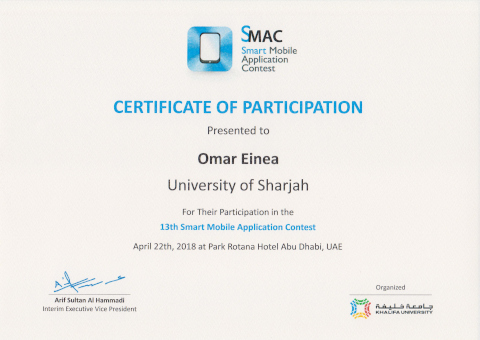 SMAC
Smart Mobile
Application
Contest
CERTIFICATE OF PARTICIPATION
Presented to
Omar Einea
University of Sharjah
For Their Participation in the
13th Smart Mobile Application Contest
April 22th, 2018 at Park Rotana Hotel Abu Dhabi, UAE
Arif Sultan Al Hammadi
Interim Executive Vice President
Organized
جامعة خليفة
KHALIFA UNIVERSITY